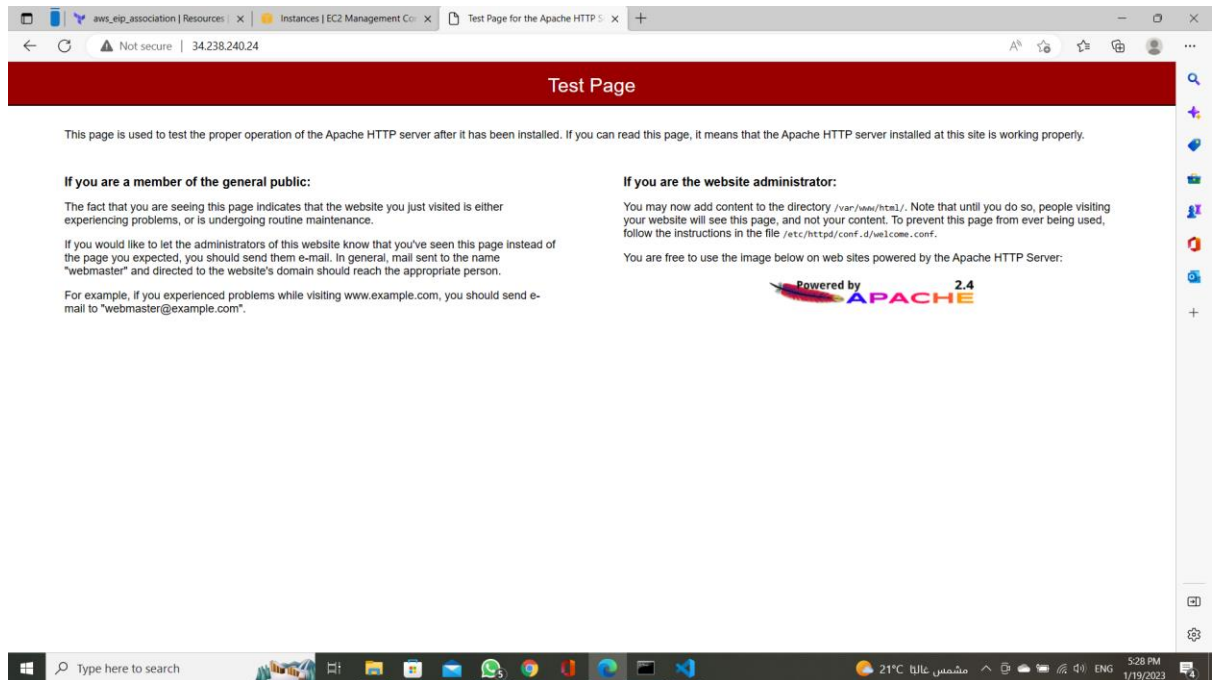 aws_eip_association | Resources
Instances | EC2 Management Co
Test Page for the Apache HTTP S
Not secure | 34.238.240.24
Test Page
This page is used to test the proper operation of the Apache HTTP server after it has been installed. If you can read this page, it means that the Apache HTTP server installed at this site is working properly.
If you are a member of the general public:
The fact that you are seeing this page indicates that the website you just visited is either
experiencing problems, or is undergoing routine maintenance.
If you would like to let the administrators of this website know that you've seen this page instead of
the page you expected, you should send them e-mail. In general, mail sent to the name
"webmaster" and directed to the website's domain should reach the appropriate person.
For example, if you experienced problems while visiting www.example.com, you should send e-
mail to "webmaster@example.com".
If you are the website administrator:
You may now add content to the directory /var/www/html/. Note that until you do so, people visiting
your website will see this page, and not your content. To prevent this page from ever being used,
follow the instructions in the file /etc/httpd/conf.d/welcome.conf.
You are free to use the image below on web sites powered by the Apache HTTP Server:
Powered by 2.4
APACHE
Type here to search
21°C مشمس غالبًا
ENG
5:28 PM
1/19/2023